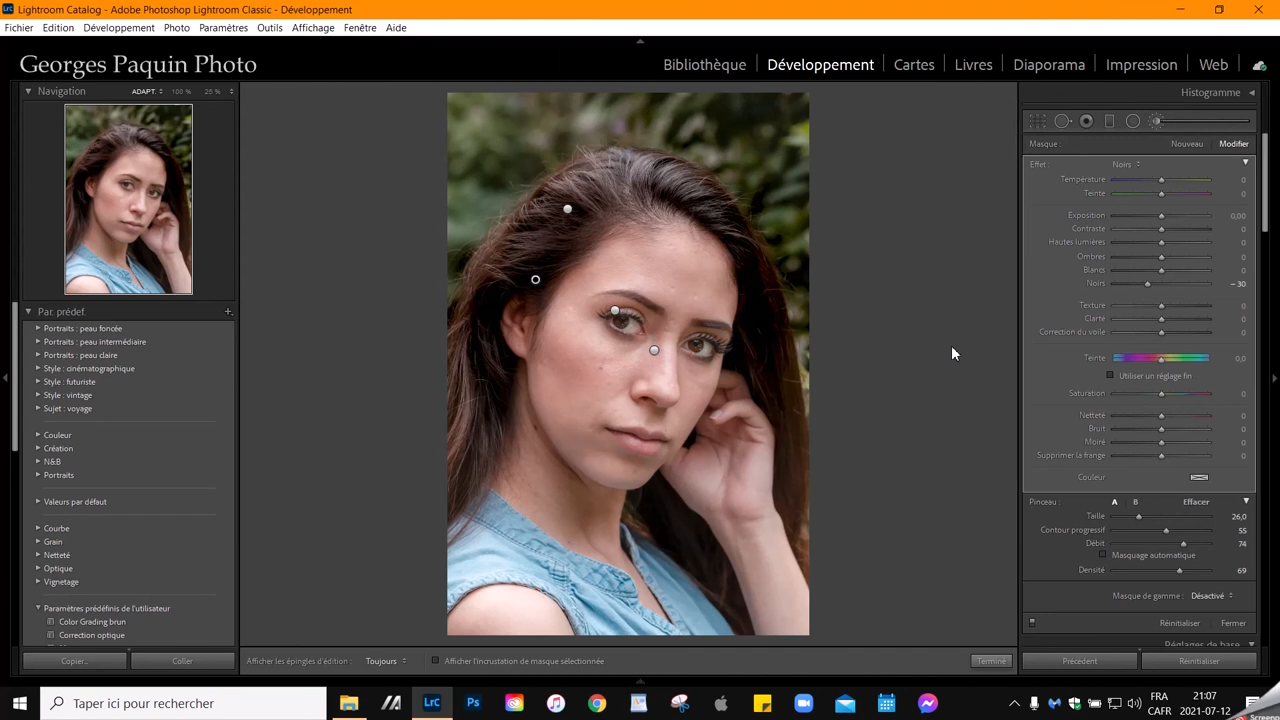 Lightroom Catalog - Adobe Photoshop Lightroom Classic - Développement
Fichier Edition Développement Photo Paramètres Outils Affichage Fenêtre Aide
Georges Paquin Photo
Bibliothèque Développement Cartes Livres Diaporama Impression Web
Navigation ADAPT. 100 % 25 %
Par. prédef.
Portraits : peau foncée
Portraits : peau intermédiaire
Portraits : peau claire
Style : cinématographique
Style : futuriste
Style : vintage
Sujet : voyage
Couleur
Création
N&B
Portraits
Valeurs par défaut
Courbe
Grain
Netteté
Optique
Vignetage
Paramètres prédéfinis de l'utilisateur
Color Grading brun
Correction optique
Copier... Coller
Afficher les épingles d'édition : Toujours Afficher l'incrustation de masque sélectionnée Terminé
Histogramme
Masque : Nouveau Modifier
Effet : Noirs
Température 0
Teinte 0
Exposition 0,00
Contraste 0
Hautes lumières 0
Ombres 0
Blancs 0
Noirs – 30
Texture 0
Clarté 0
Correction du voile 0
Teinte 0,0
Utiliser un réglage fin
Saturation 0
Netteté 0
Bruit 0
Moiré 0
Supprimer la frange 0
Couleur
Pinceau : A B Effacer
Taille 26,0
Contour progressif 55
Débit 74
Masquage automatique
Densité 69
Masque de gamme : Désactivé
Réinitialiser Fermer
Réglages de base
Précédent Réinitialiser
Taper ici pour rechercher
LrC Ps
FRA 21:07
CAFR 2021-07-12